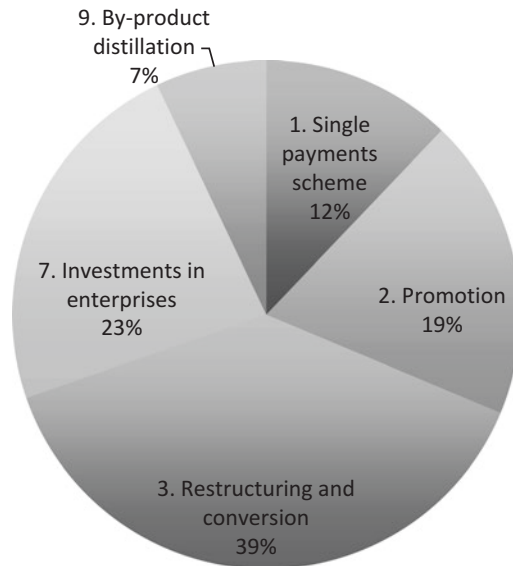 9. By-product
distillation
7%
1. Single
payments
scheme
12%
2. Promotion
19%
7. Investments in
enterprises
23%
3. Restructuring and
conversion
39%